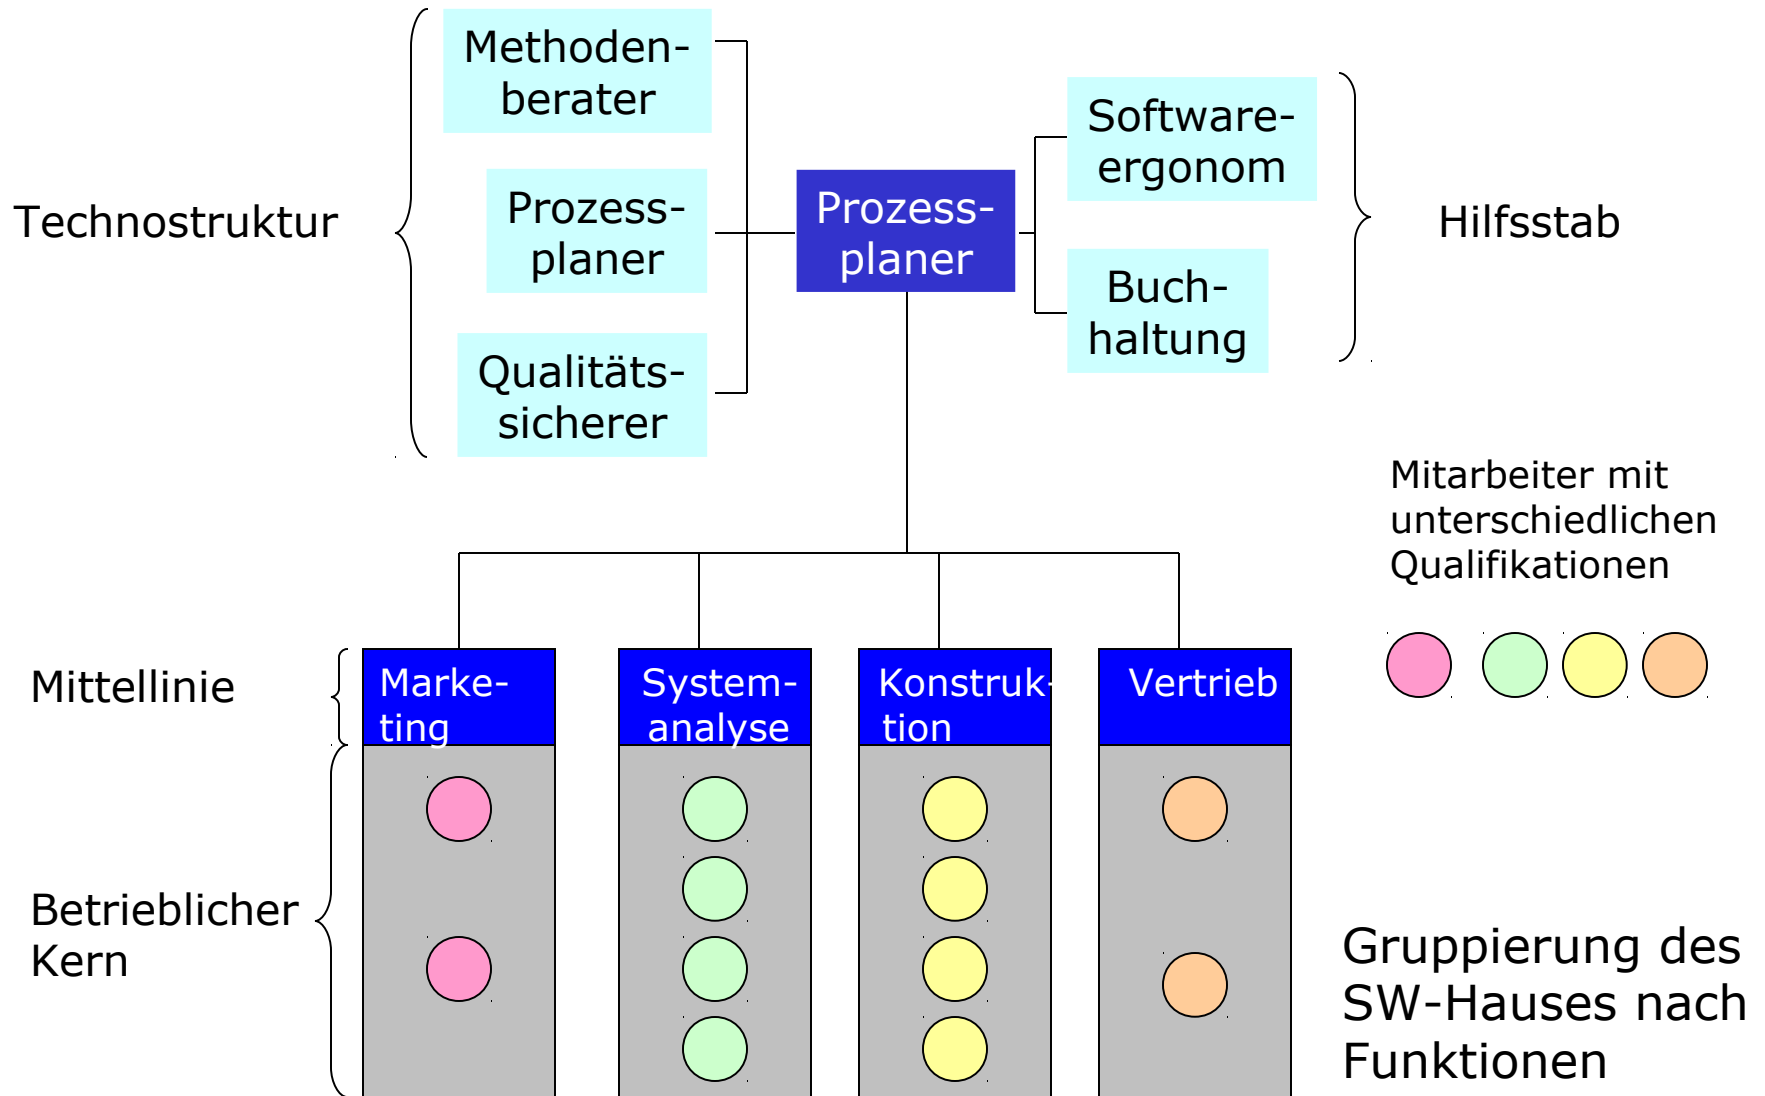 Technostruktur
Methoden-
berater
Prozess-
planer
Qualitäts-
sicherer
Prozess-
planer
Software-
ergonom
Buch-
haltung
Hilfsstab
Mitarbeiter mit
unterschiedlichen
Qualifikationen
Mittellinie
Marke-
ting
System-
analyse
Konstruk-
tion
Vertrieb
Betrieblicher
Kern
Gruppierung des
SW-Hauses nach
Funktionen